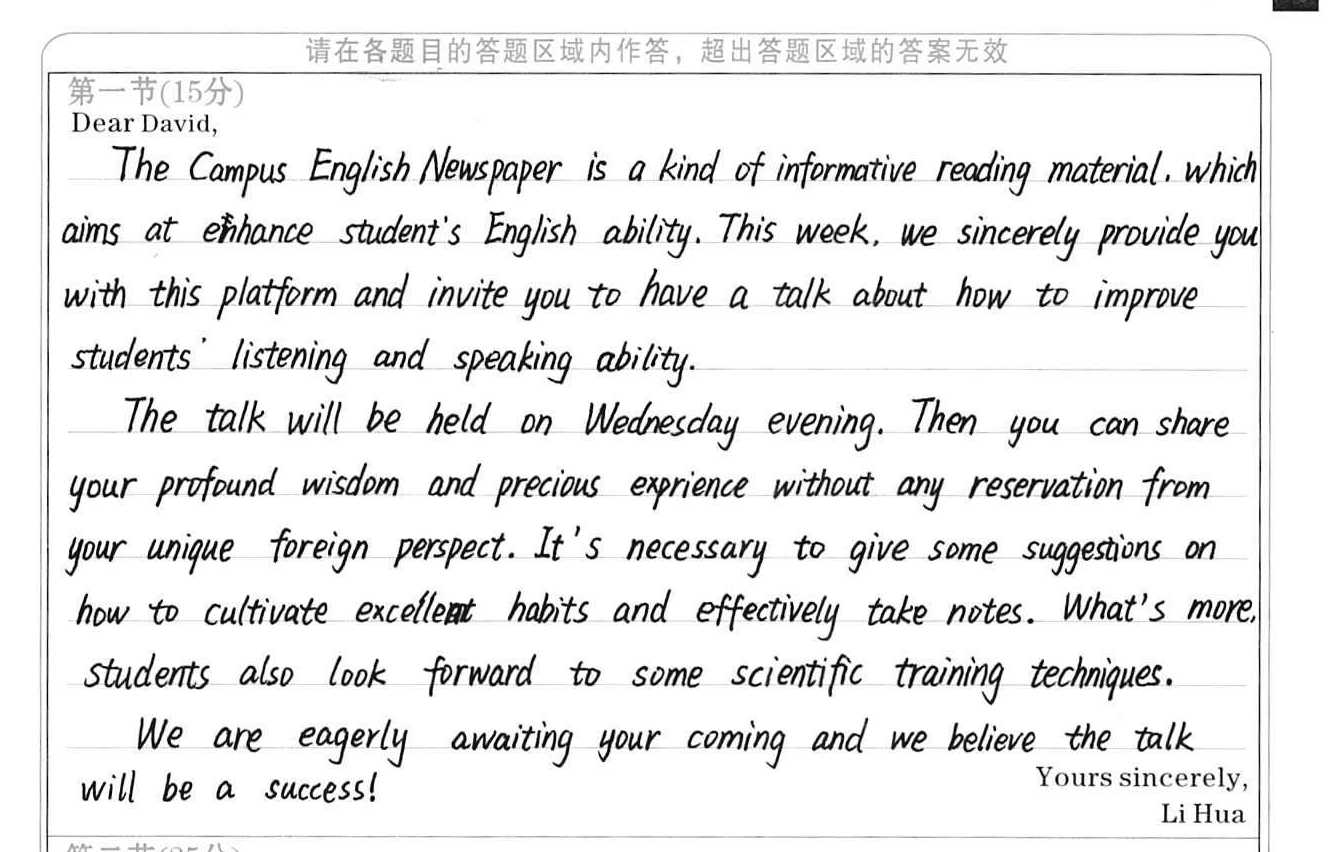 请在各题目的答题区域内作答，超出答题区域的答案无效
第一节(15分)
Dear David,
The Campus English Newspaper is a kind of informative reading material, which
aims at enhance student's English ability. This week, we sincerely provide you
with this platform and invite you to have a talk about how to improve
students' listening and speaking ability.
The talk will be held on Wednesday evening. Then you can share
your profound wisdom and precious exprience without any reservation from
your unique foreign perspect. It's necessary to give some suggestions on
how to cultivate excellent habits and effectively take notes. What's more,
students also look forward to some scientific training techniques.
We are eagerly awaiting your coming and we believe the talk
will be a success!
Yours sincerely,
Li Hua